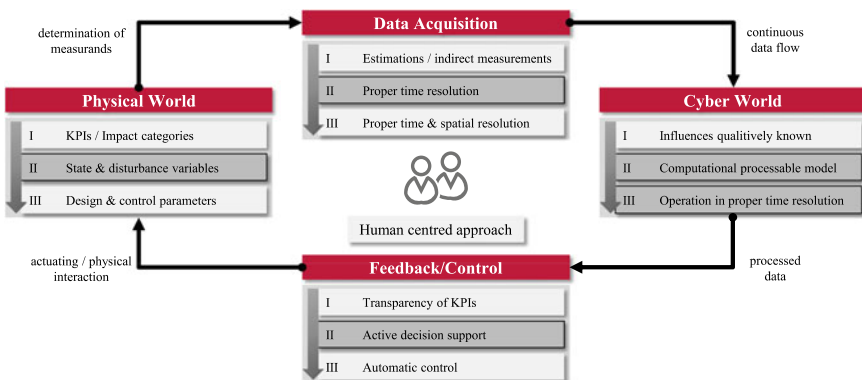 Data Acquisition
determination of
measurands
continuous
data flow
I Estimations / indirect measurements
II Proper time resolution
III Proper time & spatial resolution
Physical World
I KPIs / Impact categories
II State & disturbance variables
III Design & control parameters
Cyber World
I Influences qualitively known
II Computational processable model
III Operation in proper time resolution
Human centred approach
actuating / physical
interaction
processed
data
Feedback/Control
I Transparency of KPIs
II Active decision support
III Automatic control